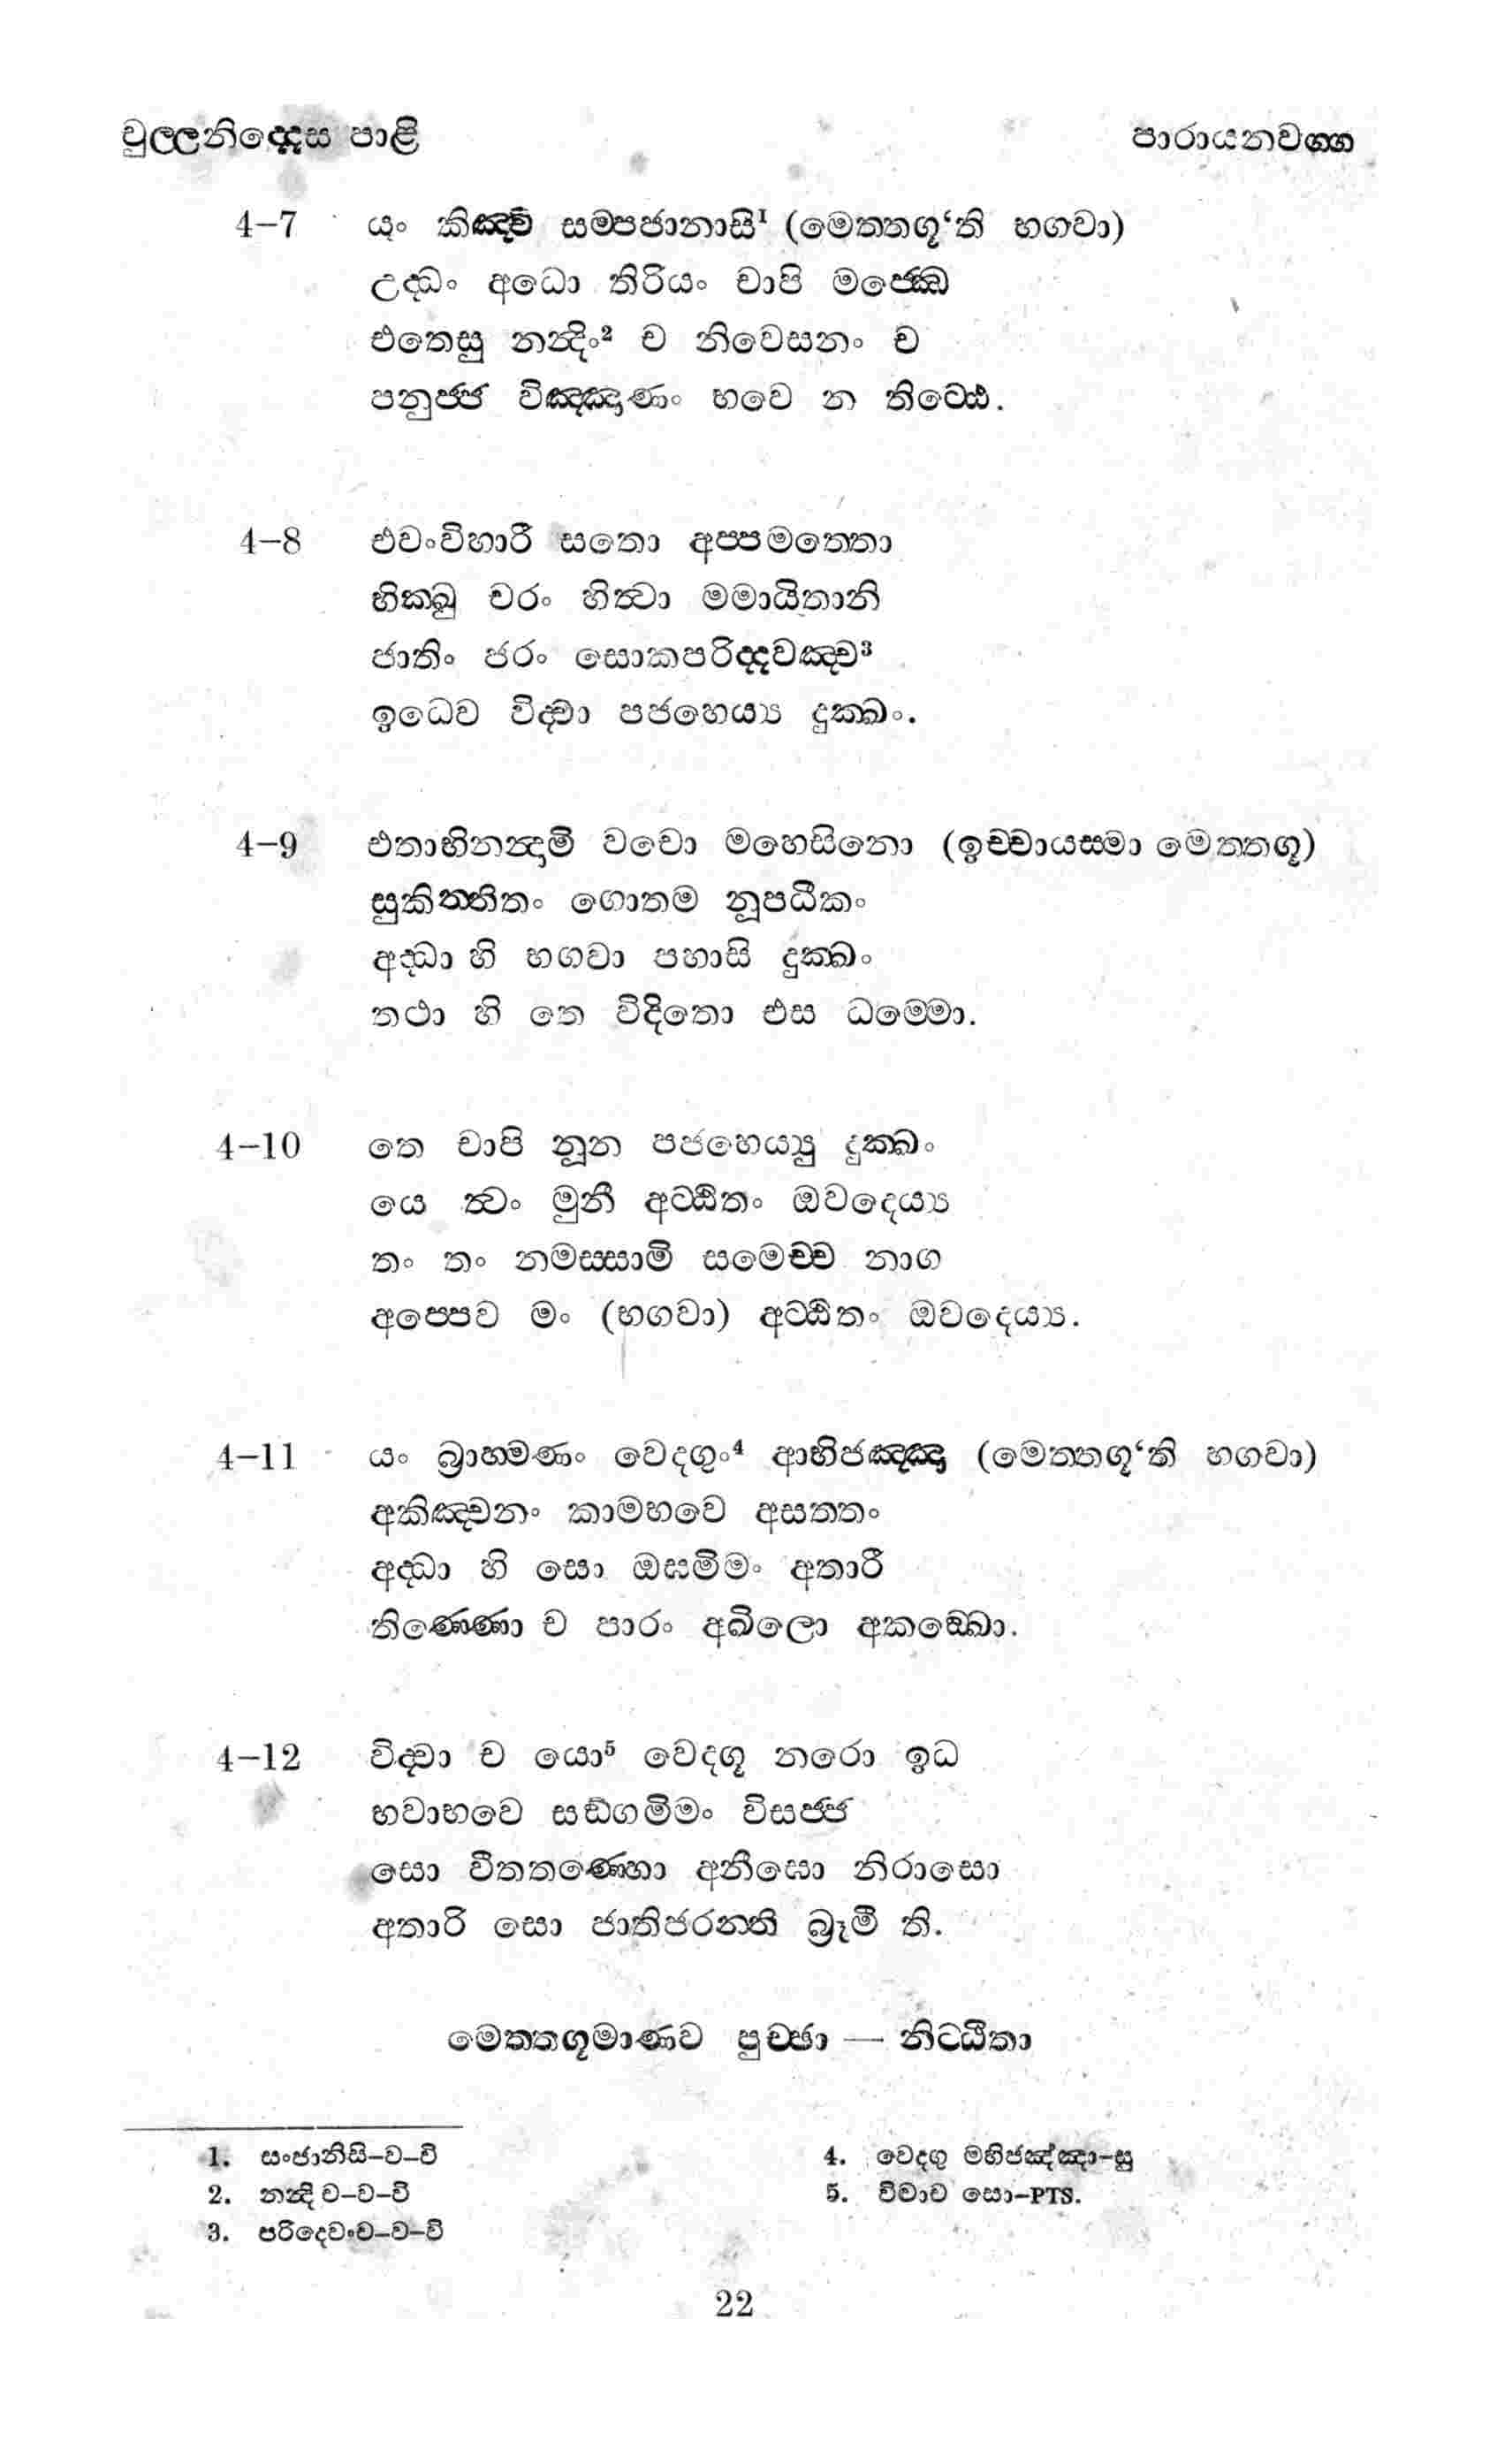 චුල්ලනිද්දෙස පාළි
පාරායනවග්ග
4–7 යං කිඤ්චි සම්පජානාසි¹ (මෙත්තගූ‘ති භගවා)
උද්ධං අධො තිරියං චාපි මජ්ඣෙ
එතෙසු නන්දිං² ච නිවෙසනං ච
පනුජ්ජ විඤ්ඤාණං භවෙ න තිට්ඨෙ.
4–8 එවංවිහාරී සතො අප්පමත්තො
භික්ඛු චරං හිත්වා මමායිතානි
ජාතිං ජරං සොකපරිද්දවඤ්ච³
ඉධෙව විද්වා පජහෙය්‍ය දුක්ඛං.
4–9 එතාභිනන්දාමි වචො මහෙසිනො (ඉච්චායස්මා මෙත්තගූ)
සුකිත්තිතං ගොතම නූපධීකං
අද්ධා හි භගවා පහාසි දුක්ඛං
තථා හි තෙ විදිතො එස ධම්මො.
4–10 තෙ චාපි නූන පජහෙය්‍යු දුක්ඛං
යෙ ත්වං මුනී අට්ඨිතං ඔවදෙය්‍ය
තං තං නමස්සාමි සමෙච්ච නාග
අප්පෙව මං (භගවා) අට්ඨිතං ඔවදෙය්‍ය.
4–11 යං බ්‍රාහ්මණං වෙදගුං⁴ ආභිජඤ්ඤා (මෙත්තගූ‘ති භගවා)
අකිඤ්චනං කාමභවෙ අසත්තං
අද්ධා හි සො ඔඝමිමං අතාරී
තිණ්ණො ච පාරං අඛිලො අකඞ්ඛො.
4–12 විද්වා ච යො⁵ වෙදගූ නරො ඉධ
භවාභවෙ සඞ්ගමිමං විසජ්ජ
සො වීතතණ්හො අනීඝො නිරාසො
අතාරි සො ජාතිජරන්ති බ්‍රූමී ති.
මෙත්තගූමාණව පුච්ඡා — නිට්ඨීතා
1. සංජානිසි–ව–වි
2. නන්දි ච–ව–වි
3. පරිදෙවංච–ව–වි
4. වෙදගු මභිජඤ්ඤා–සු
5. විවාච සො–PTS.
22